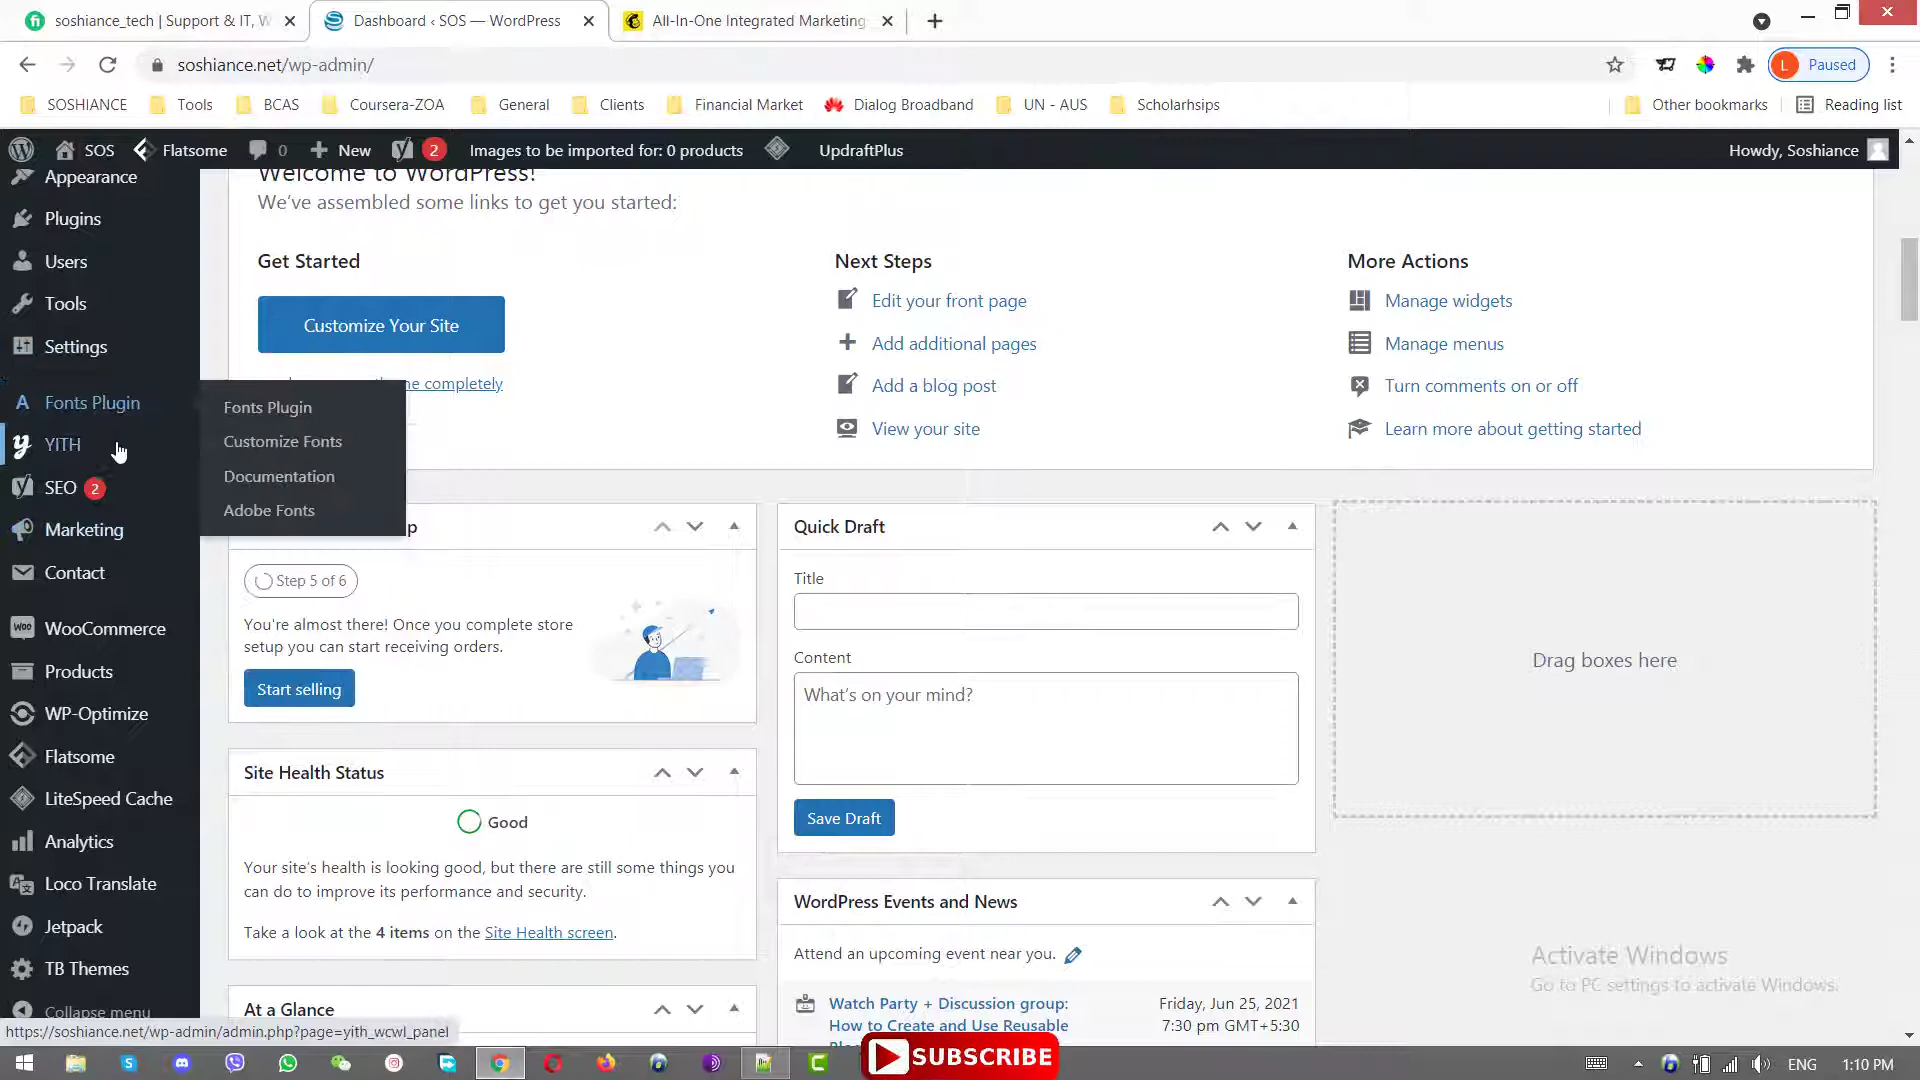 soshiance_tech | Support & IT, W
Dashboard ‹ SOS — WordPress
All-In-One Integrated Marketing
soshiance.net/wp-admin/
L Paused
SOSHIANCE
Tools
BCAS
Coursera-ZOA
General
Clients
Financial Market
Dialog Broadband
UN - AUS
Scholarhsips
Other bookmarks
Reading list
SOS
Flatsome
0
New
2
Images to be imported for: 0 products
UpdraftPlus
Howdy, Soshiance
Appearance
Plugins
Users
Tools
Settings
Fonts Plugin
YITH
SEO 2
Marketing
Contact
WooCommerce
Products
WP-Optimize
Flatsome
LiteSpeed Cache
Analytics
Loco Translate
Jetpack
TB Themes
Collapse menu
Fonts Plugin
Customize Fonts
Documentation
Adobe Fonts
Welcome to WordPress!
We've assembled some links to get you started:
Get Started
Customize Your Site
completely
Next Steps
Edit your front page
Add additional pages
Add a blog post
View your site
More Actions
Manage widgets
Manage menus
Turn comments on or off
Learn more about getting started
Step 5 of 6
You're almost there! Once you complete store
setup you can start receiving orders.
Start selling
Site Health Status
Good
Your site's health is looking good, but there are still some things you
can do to improve its performance and security.
Take a look at the 4 items on the Site Health screen.
At a Glance
Quick Draft
Title
Content
What's on your mind?
Save Draft
WordPress Events and News
Attend an upcoming event near you.
Watch Party + Discussion group:
How to Create and Use Reusable
Friday, Jun 25, 2021
7:30 pm GMT+5:30
Drag boxes here
Activate Windows
Go to PC settings to activate Windows.
https://soshiance.net/wp-admin/admin.php?page=yith_wcwl_panel
SUBSCRIBE
ENG
1:10 PM